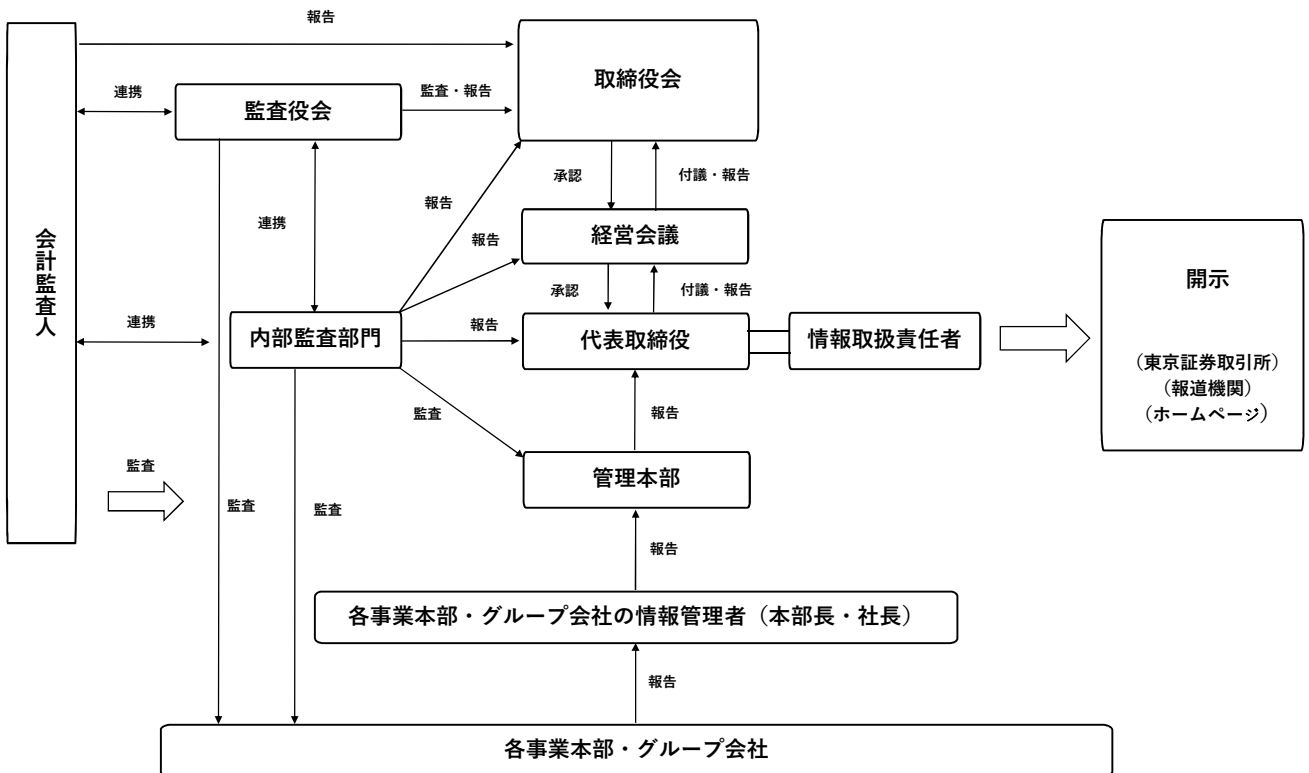 報告
取締役会
連携
監査役会
監査・報告
承認
付議・報告
報告
連携
報告
経営会議
会計監査人
開示
承認
付議・報告
連携
内部監査部門
報告
代表取締役
情報取扱責任者
（東京証券取引所）
（報道機関）
（ホームページ）
監査
報告
監査
管理本部
監査
監査
報告
各事業本部・グループ会社の情報管理者（本部長・社長）
報告
各事業本部・グループ会社